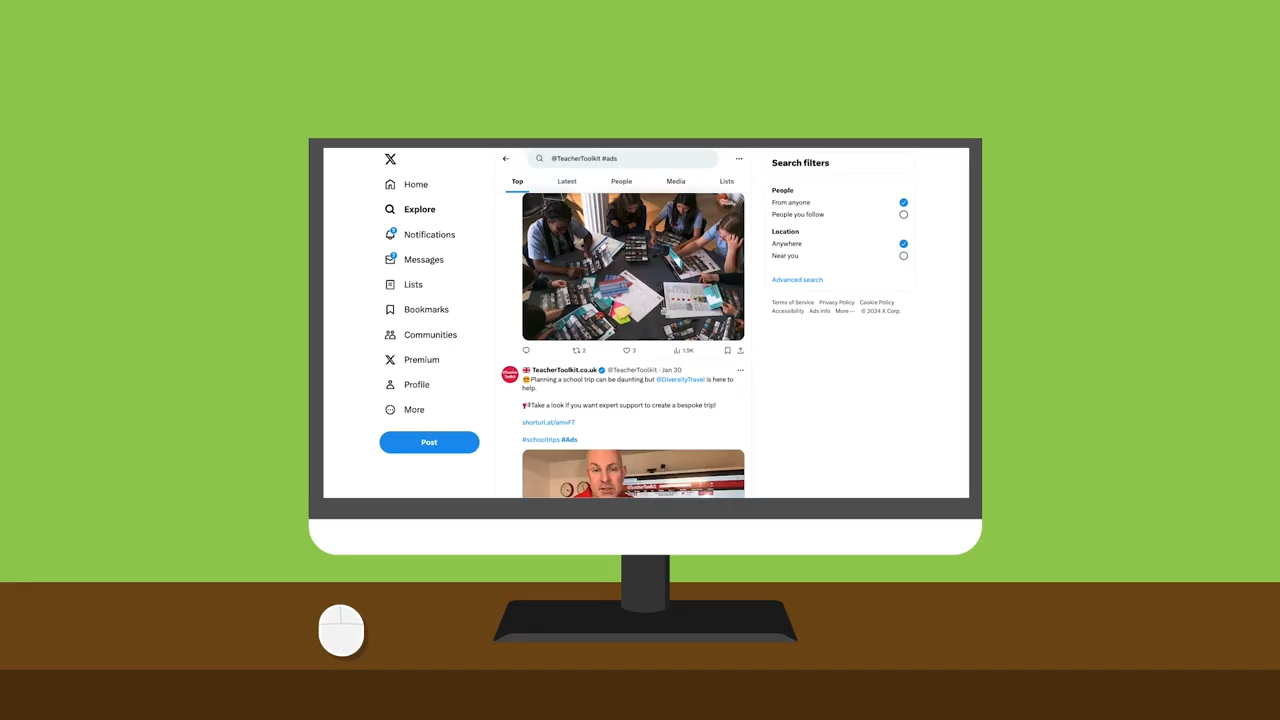 Home
Explore
Notifications
Messages
Lists
Bookmarks
Communities
Premium
Profile
More
Post
@TeacherToolkit #ads
Top Latest People Media Lists
2 3 1.9K
TeacherToolkit.co.uk @TeacherToolkit · Jan 30
Planning a school trip can be daunting but @DiversityTravel is here to
help.
Take a look if you want expert support to create a bespoke trip!
shorturl.at/amvF7
#schooltrips #Ads
Search filters
People
From anyone
People you follow
Location
Anywhere
Near you
Advanced search
Terms of Service Privacy Policy Cookie Policy
Accessibility Ads info More ··· © 2024 X Corp.